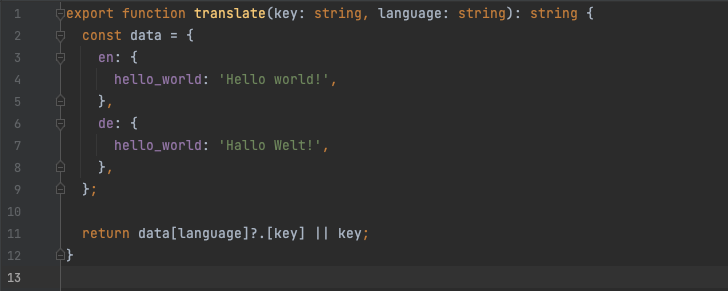 1 export function translate(key: string, language: string): string {
2 const data = {
3 en: {
4 hello_world: 'Hello world!',
5 },
6 de: {
7 hello_world: 'Hallo Welt!',
8 },
9 };
10
11 return data[language]?.[key] || key;
12 }
13